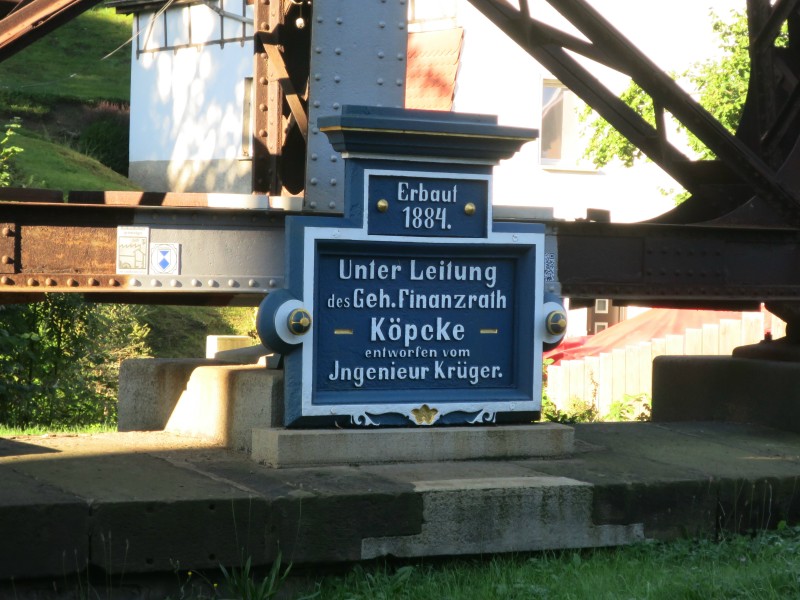 Erbaut
1884.
Unter Leitung
des Geh. Finanzrath
Köpcke
entworfen vom
Jngenieur Krüger.